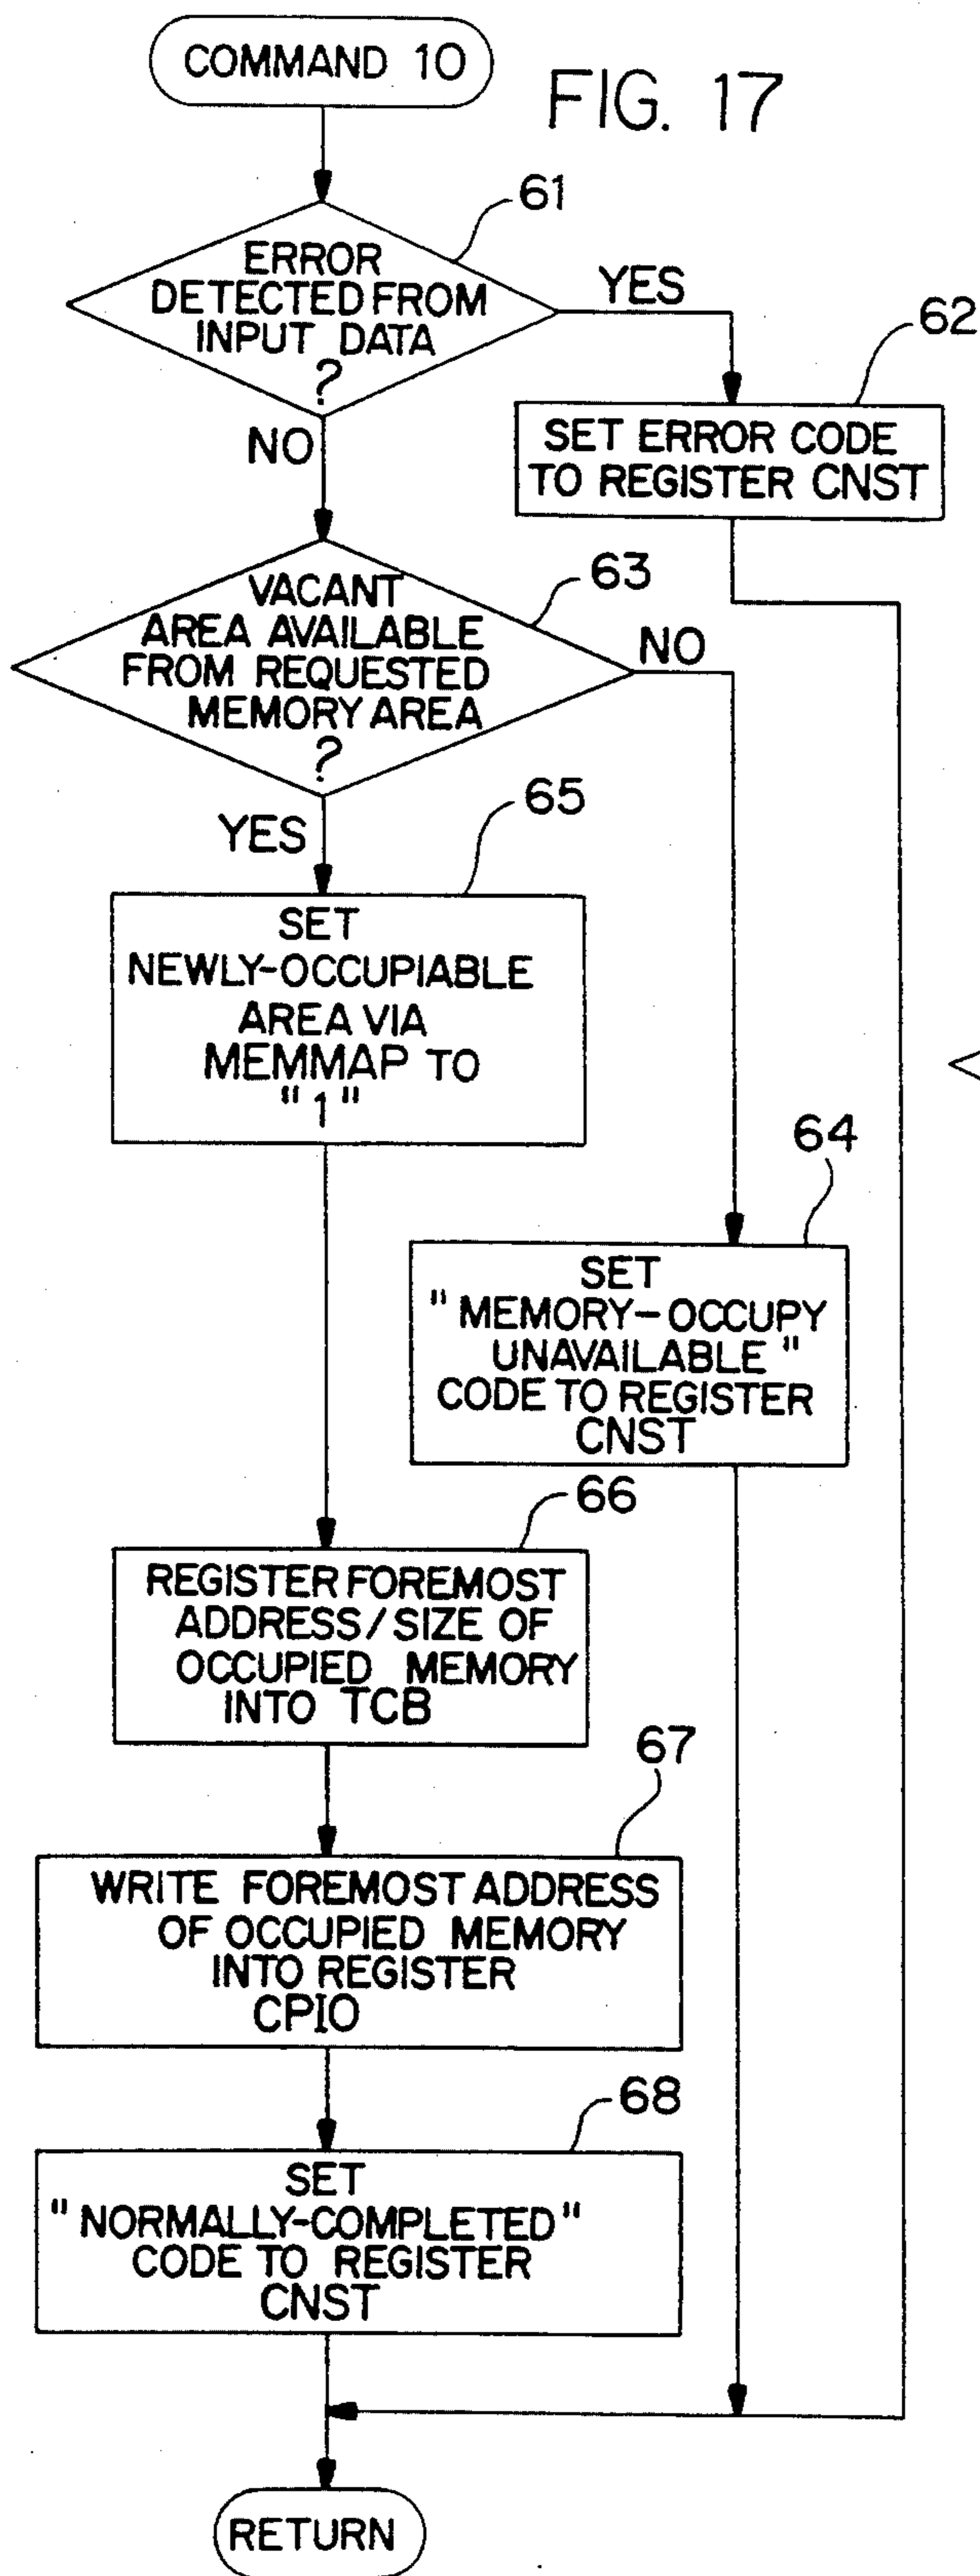 COMMAND 10
FIG. 17
61
ERROR
DETECTED FROM
INPUT DATA
?
YES
62
SET ERROR CODE
TO REGISTER CNST
NO
63
VACANT
AREA AVAILABLE
FROM REQUESTED
MEMORY AREA
?
NO
YES
65
SET
NEWLY-OCCUPIABLE
AREA VIA
MEMMAP TO
"1"
64
SET
"MEMORY-OCCUPY
UNAVAILABLE"
CODE TO REGISTER
CNST
66
REGISTER FOREMOST
ADDRESS/SIZE OF
OCCUPIED MEMORY
INTO TCB
67
WRITE FOREMOST ADDRESS
OF OCCUPIED MEMORY
INTO REGISTER
CPIO
68
SET
"NORMALLY-COMPLETED"
CODE TO REGISTER
CNST
RETURN